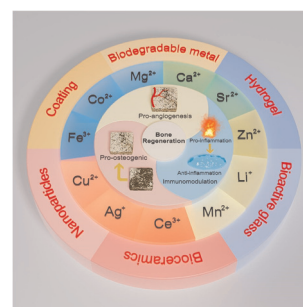 Biodegradable metal
Hydrogel
Bioactive glass
Bioceramics
Nanoparticles
Coating
Mg²⁺
Ca²⁺
Sr²⁺
Zn²⁺
Li⁺
Mn²⁺
Ce³⁺
Ag⁺
Cu²⁺
Fe³⁺
Co²⁺
Pro-angiogenesis
Bone
Regeneration
Pro-inflammation
Anti-inflammation
Immunomodulation
Pro-osteogenic